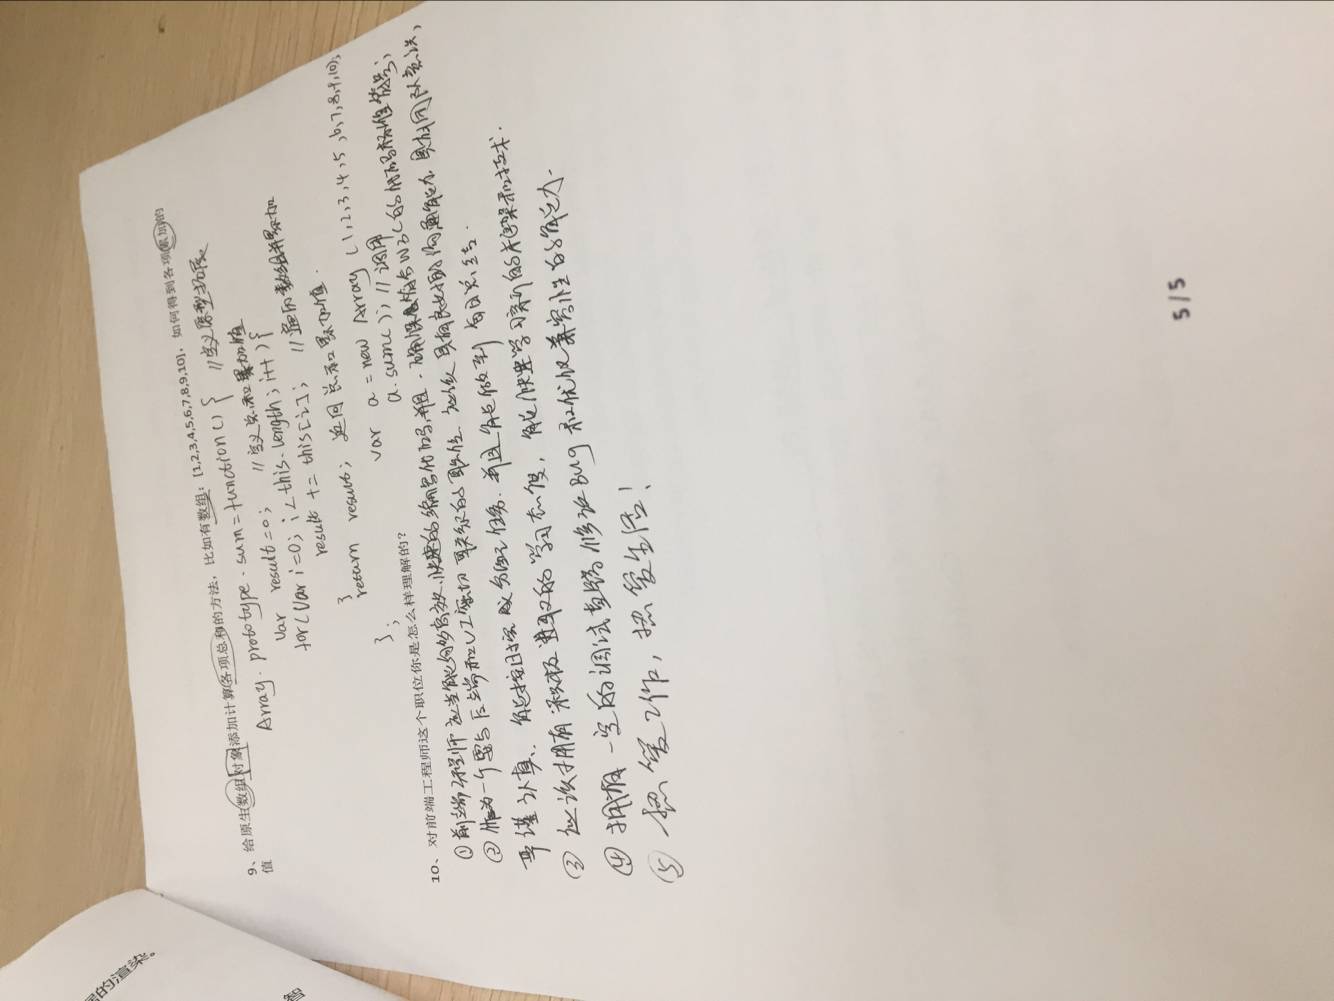 居的渲染。
智
9、给原生数组对象添加计算各项总和的方法，比如有数组：[1,2,3,4,5,6,7,8,9,10]，如何得到各项累加的
值
Array.prototype.sum=function(){ //定义原型拓展
var result=0; //定义总和累加值
for(var i=0;i<this.length;i++){
result += this[i]; //遍历数组并累加
}
return result; 返回总和累加值.
};
var a = new Array (1,2,3,4,5,6,7,8,9,10);
a.sum(); //调用
10、对前端工程师这个职位你是怎么样理解的？
①前端工程师应当能够高效、快速的编写代码,并且,确保符合W3C的代码标准符号;
②作为一个要与后端和UI密切联系的职位 应该具有良好的沟通能力 具有团队意识,
严谨认真、能按时完成分配任务.并且能做到每日总结.
③应该拥有积极进取的学习态度,能快速学习新的框架和技术.
④拥有一定的调试查错修改Bug和优化兼容性的能力.
⑤热爱工作,热爱生活!
5/5